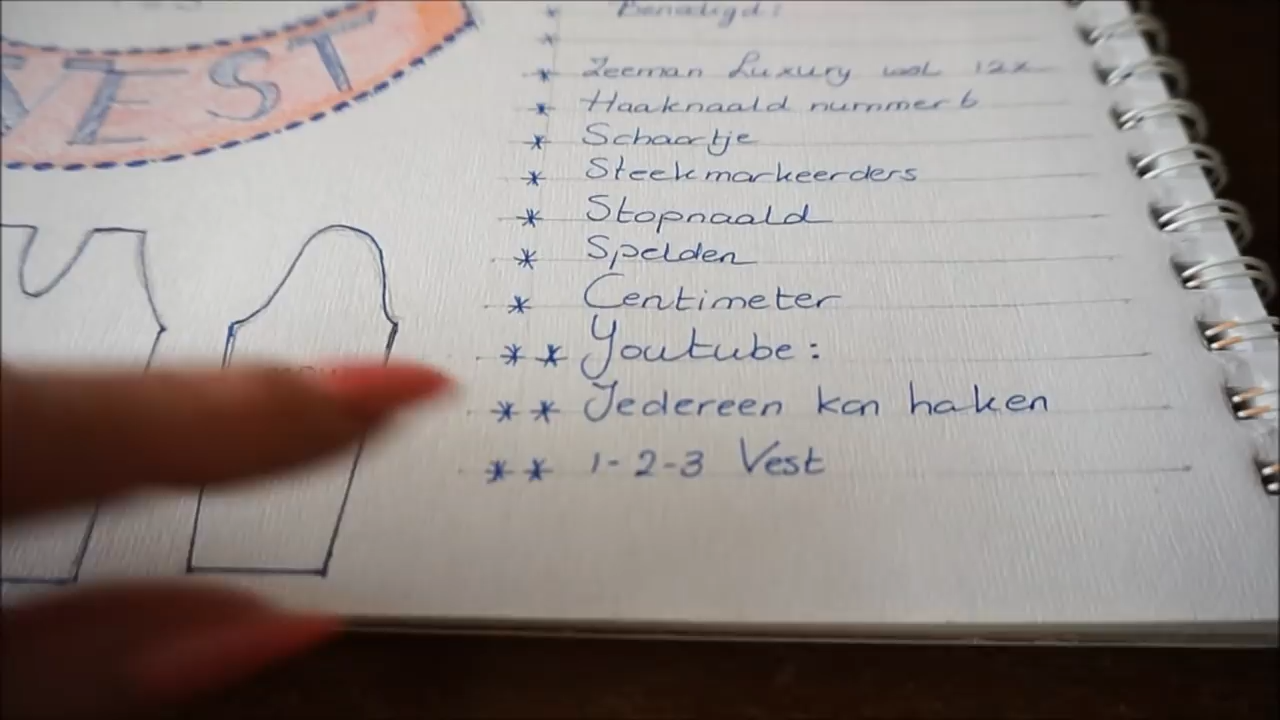 VEST
Benodigd:
* Zeeman Luxury wol 12x
* Haaknaald nummer 6
* Schaartje
* Steekmarkeerders
* Stopnaald
* Spelden
* Centimeter
** Youtube:
** Iedereen kan haken
** 1-2-3 Vest